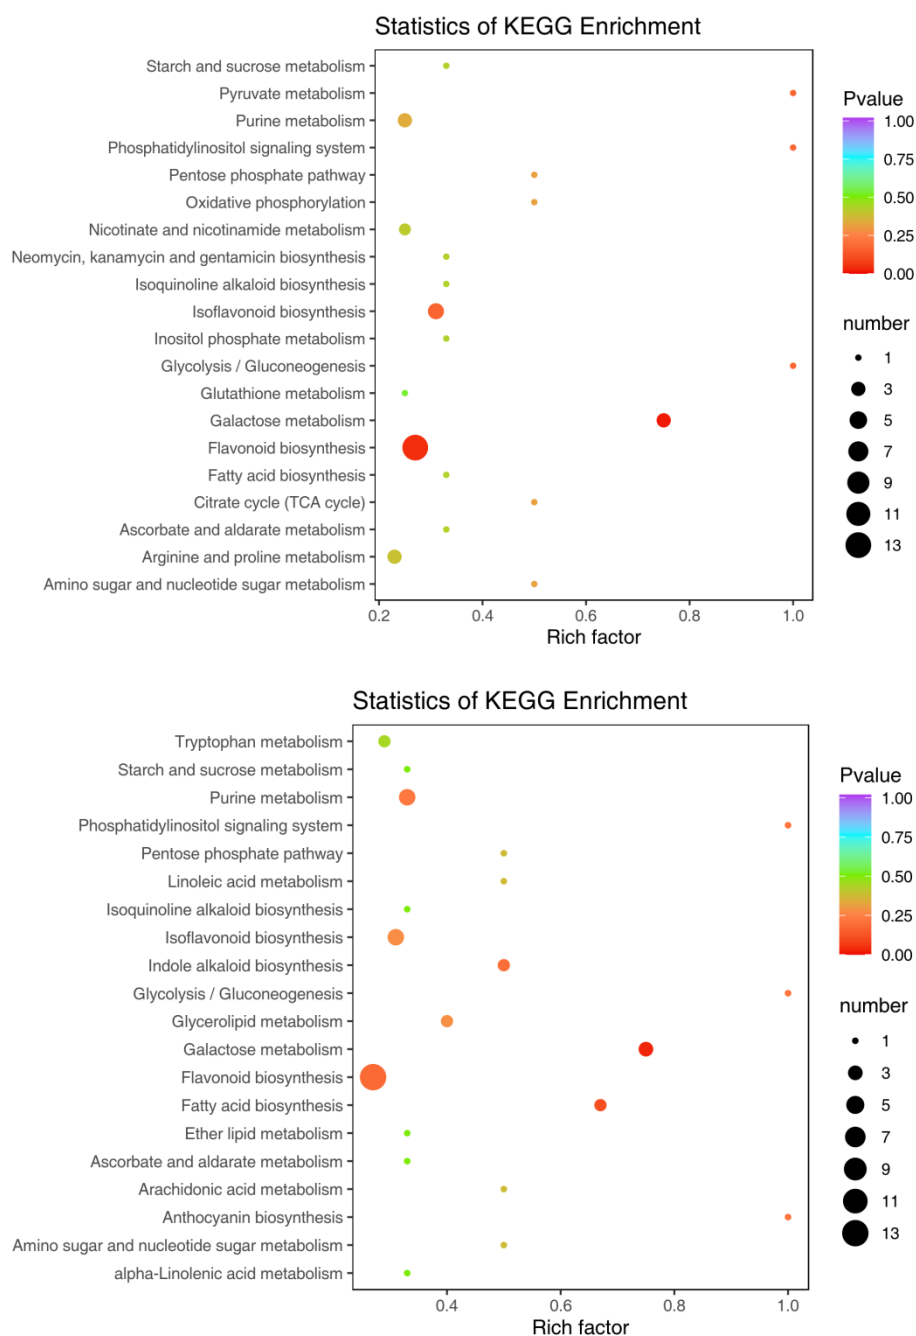 Statistics of KEGG Enrichment
Starch and sucrose metabolism
Pyruvate metabolism
Purine metabolism
Phosphatidylinositol signaling system
Pentose phosphate pathway
Oxidative phosphorylation
Nicotinate and nicotinamide metabolism
Neomycin, kanamycin and gentamicin biosynthesis
Isoquinoline alkaloid biosynthesis
Isoflavonoid biosynthesis
Inositol phosphate metabolism
Glycolysis / Gluconeogenesis
Glutathione metabolism
Galactose metabolism
Flavonoid biosynthesis
Fatty acid biosynthesis
Citrate cycle (TCA cycle)
Ascorbate and aldarate metabolism
Arginine and proline metabolism
Amino sugar and nucleotide sugar metabolism
0.2 0.4 0.6 0.8 1.0
Rich factor
Pvalue
1.00
0.75
0.50
0.25
0.00
number
1
3
5
7
9
11
13
Statistics of KEGG Enrichment
Tryptophan metabolism
Starch and sucrose metabolism
Purine metabolism
Phosphatidylinositol signaling system
Pentose phosphate pathway
Linoleic acid metabolism
Isoquinoline alkaloid biosynthesis
Isoflavonoid biosynthesis
Indole alkaloid biosynthesis
Glycolysis / Gluconeogenesis
Glycerolipid metabolism
Galactose metabolism
Flavonoid biosynthesis
Fatty acid biosynthesis
Ether lipid metabolism
Ascorbate and aldarate metabolism
Arachidonic acid metabolism
Anthocyanin biosynthesis
Amino sugar and nucleotide sugar metabolism
alpha-Linolenic acid metabolism
0.4 0.6 0.8 1.0
Rich factor
Pvalue
1.00
0.75
0.50
0.25
0.00
number
1
3
5
7
9
11
13